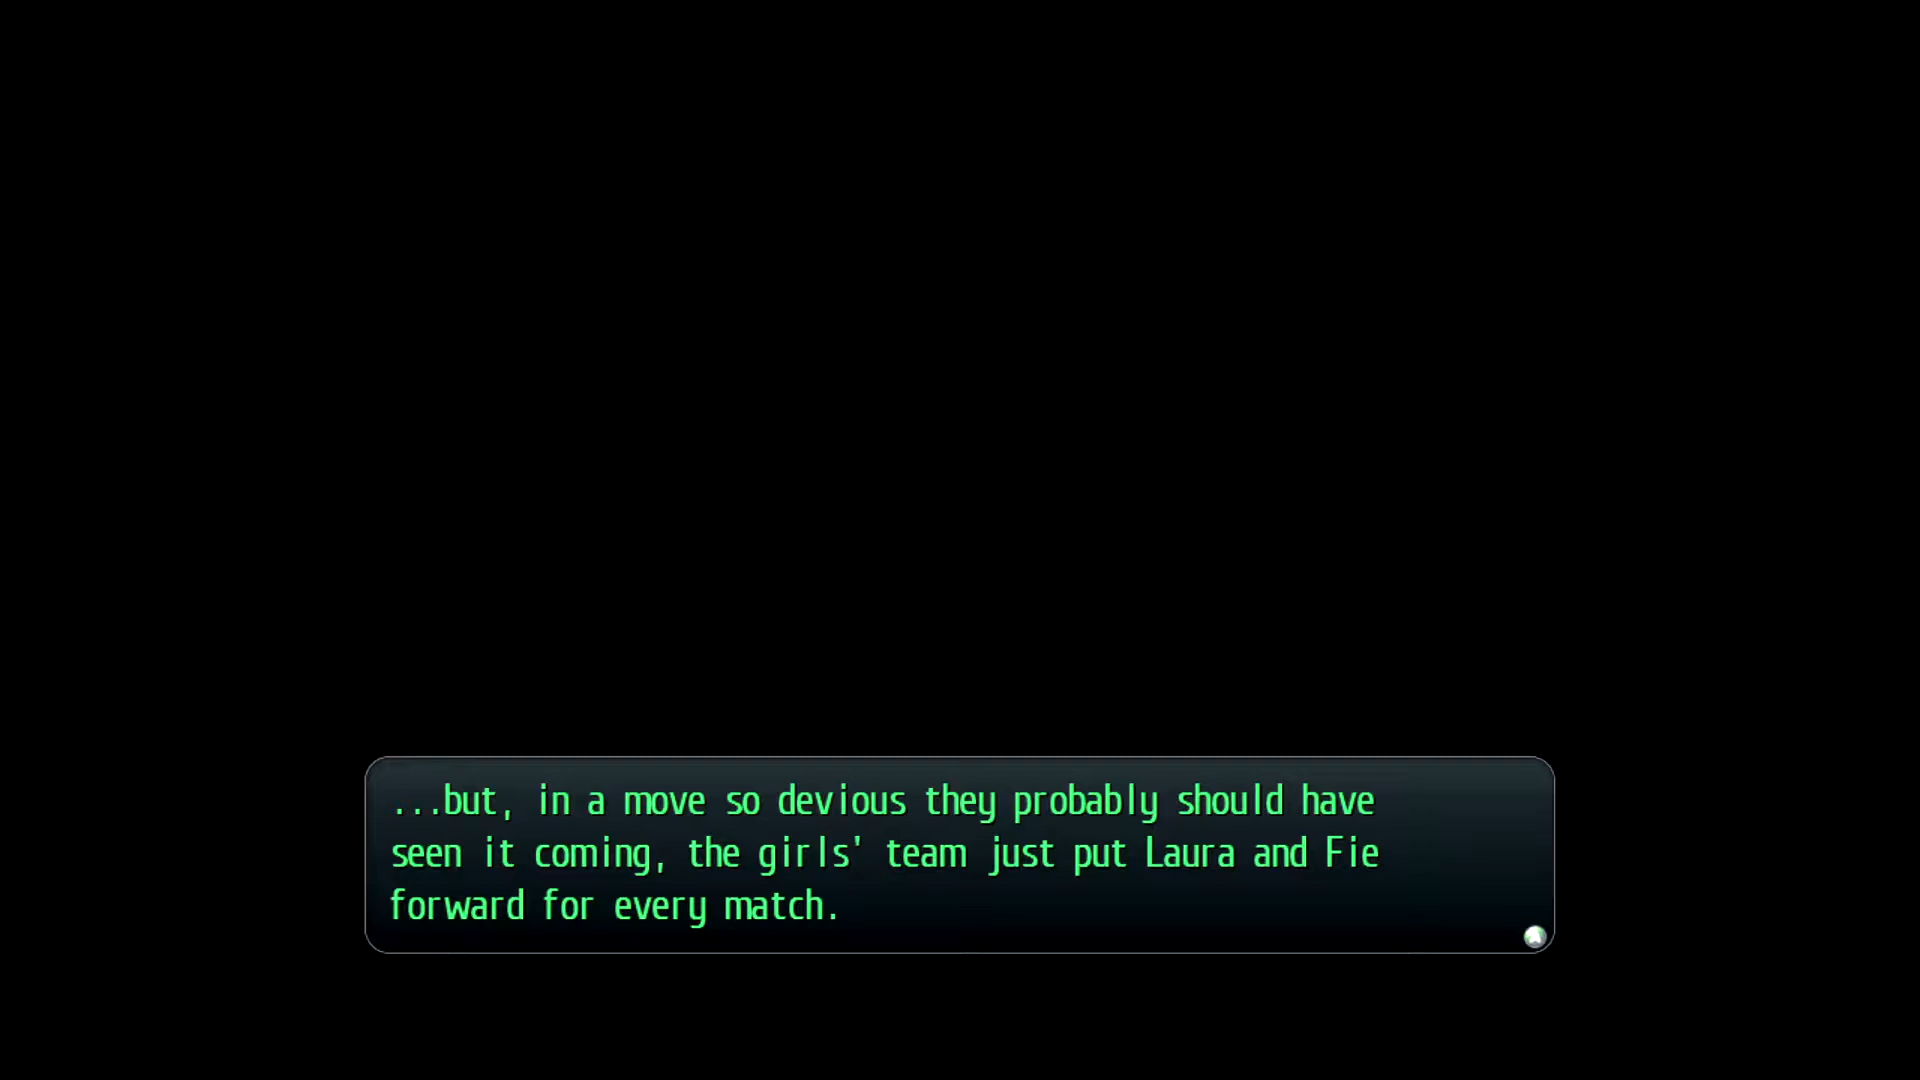 ...but, in a move so devious they probably should have
seen it coming, the girls' team just put Laura and Fie
forward for every match.